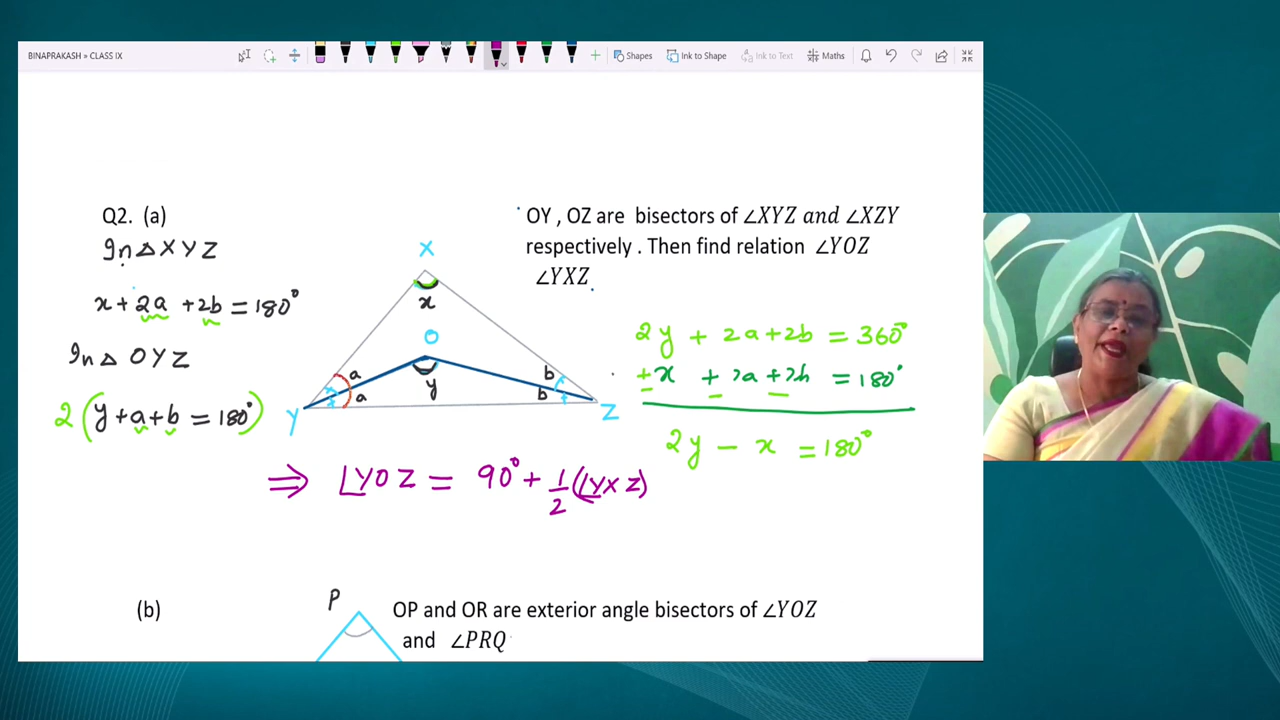 BINAPRAKASH » CLASS IX
Shapes Ink to Shape Ink to Text Maths
Q2. (a)
In △ X Y Z
x + 2a + 2b = 180°
In △ O Y Z
2 (y + a + b = 180°)
X
x
O
y
a
a
b
b
Y
Z
OY , OZ are bisectors of ∠XYZ and ∠XZY
respectively . Then find relation ∠YOZ
∠YXZ
2y + 2a + 2b = 360°
x + 2a + 2b = 180°
2y − x = 180°
⇒ ∠YOZ = 90° + 1/2 (∠YXZ)
(b)
P
OP and OR are exterior angle bisectors of ∠YOZ
and ∠PRQ